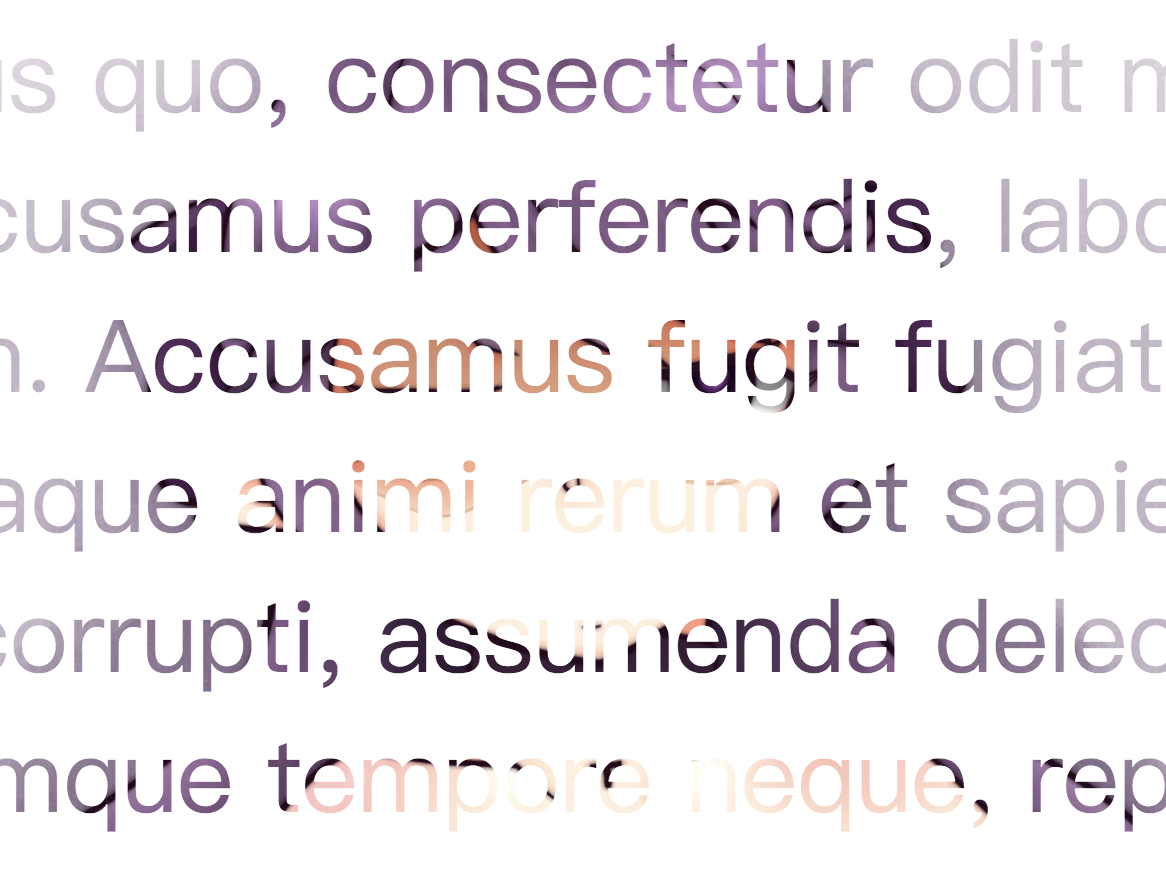 us quo, consectetur odit m
cusamus perferendis, labo
n. Accusamus fugit fugiat
aque animi rerum et sapie
corrupti, assumenda delec
mque tempore neque, rep